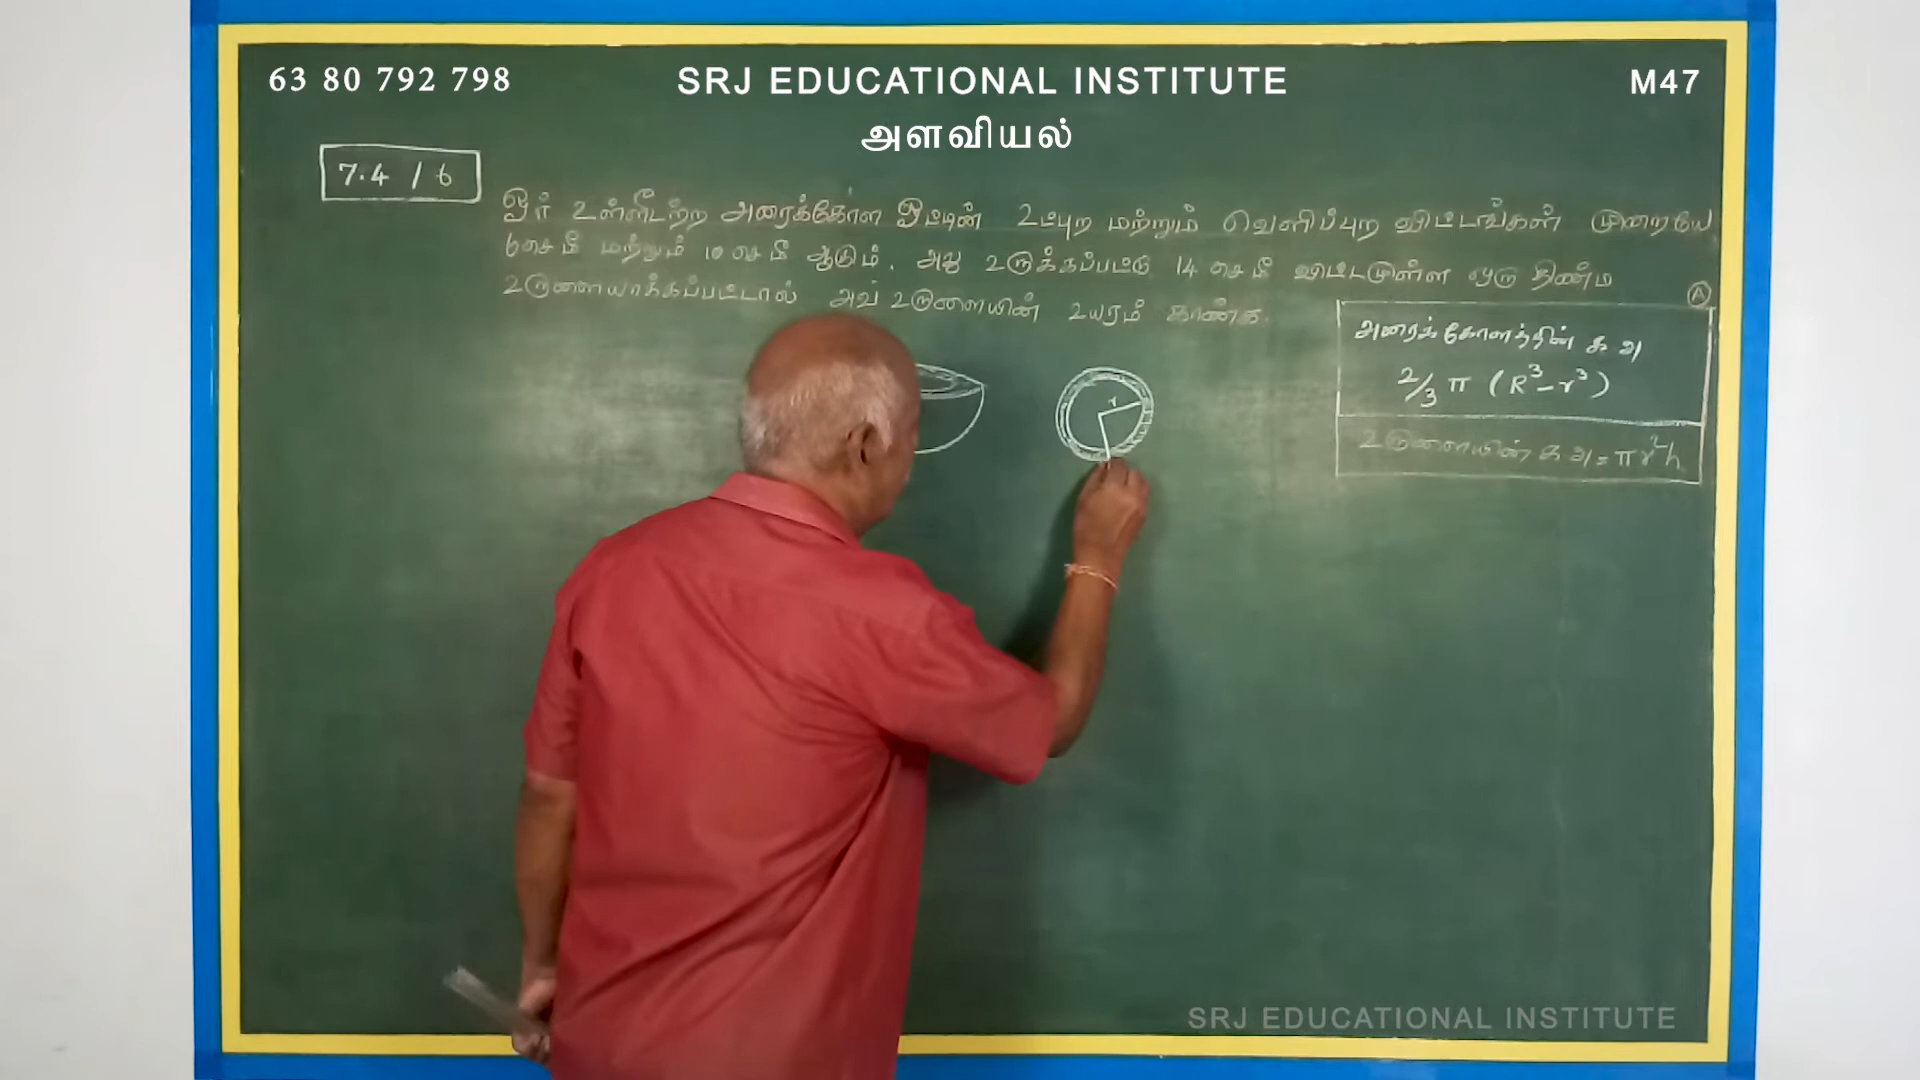 63 80 792 798
SRJ EDUCATIONAL INSTITUTE
M47
அளவியல்
7.4 / 6
ஓர் உள்ளீடற்ற அரைக்கோள ஓட்டின் உட்புற மற்றும் வெளிப்புற விட்டங்கள் முறையே
6 செ மீ மற்றும் 10 செ மீ ஆகும். அது உருக்கப்பட்டு 14 செ மீ விட்டமுள்ள ஒரு திண்ம
உருளையாக்கப்பட்டால் அவ் உருளையின் உயரம் காண்க.
A
அரைக்கோளத்தின் க அ
2/3 π (R³-r³)
உருளையின் க அ = πr²h
r
SRJ EDUCATIONAL INSTITUTE